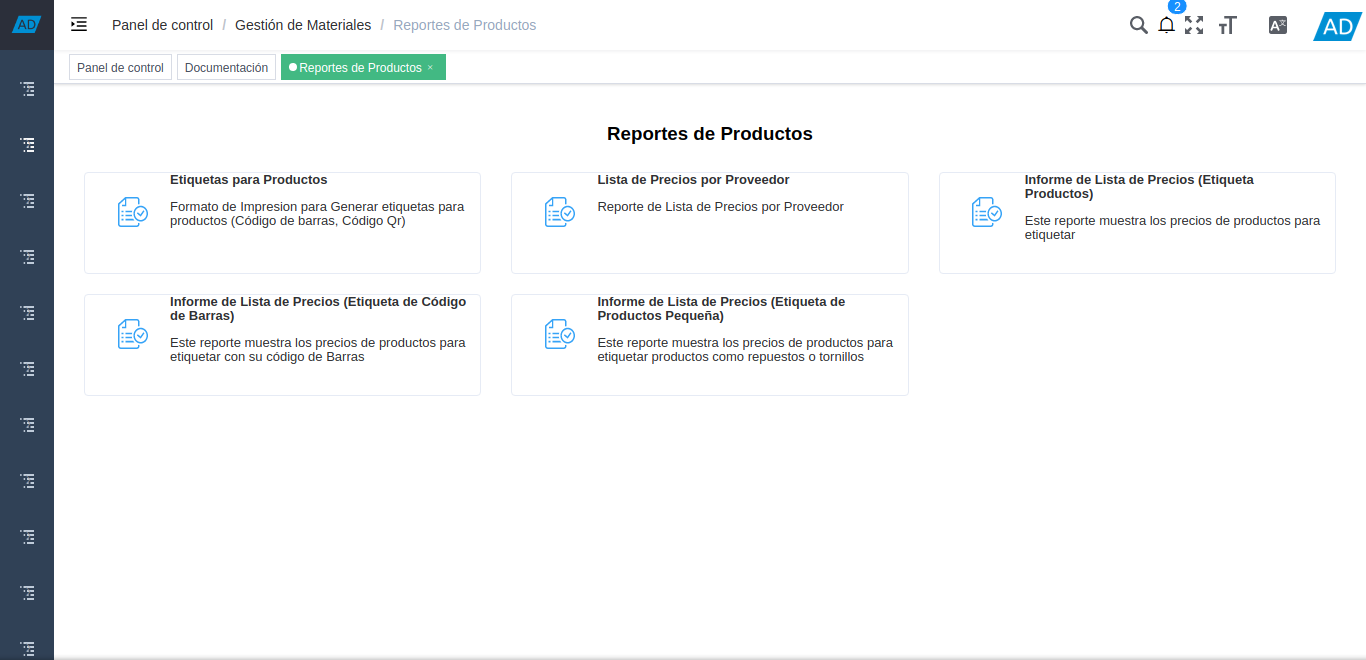 AD
Panel de control / Gestión de Materiales / Reportes de Productos
2
A文
AD
Panel de control
Documentación
Reportes de Productos ×
Reportes de Productos
Etiquetas para Productos
Formato de Impresion para Generar etiquetas para
productos (Código de barras, Código Qr)
Lista de Precios por Proveedor
Reporte de Lista de Precios por Proveedor
Informe de Lista de Precios (Etiqueta
Productos)
Este reporte muestra los precios de productos para
etiquetar
Informe de Lista de Precios (Etiqueta de Código
de Barras)
Este reporte muestra los precios de productos para
etiquetar con su código de Barras
Informe de Lista de Precios (Etiqueta de
Productos Pequeña)
Este reporte muestra los precios de productos para
etiquetar productos como repuestos o tornillos